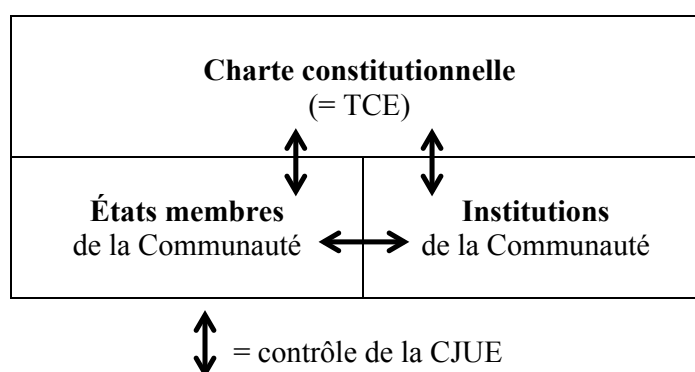 Charte constitutionnelle
(= TCE)
États membres
de la Communauté
Institutions
de la Communauté
= contrôle de la CJUE